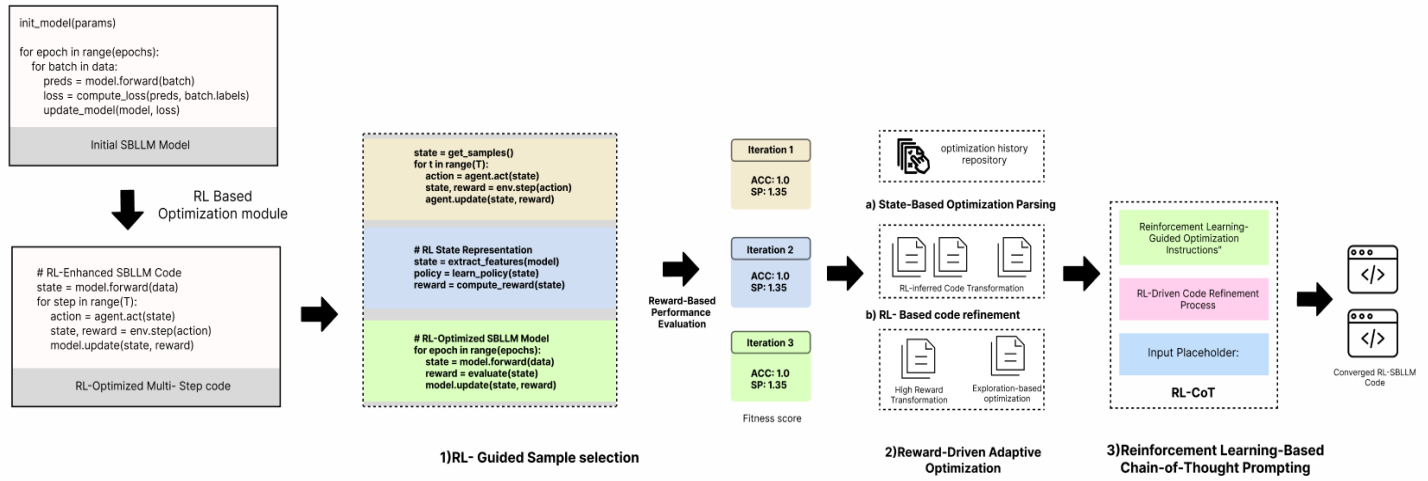 init_model(params)
for epoch in range(epochs):
for batch in data:
preds = model.forward(batch)
loss = compute_loss(preds, batch.labels)
update_model(model, loss)
Initial SBLLM Model
RL Based
Optimization module
# RL-Enhanced SBLLM Code
state = model.forward(data)
for step in range(T):
action = agent.act(state)
state, reward = env.step(action)
model.update(state, reward)
RL-Optimized Multi- Step code
state = get_samples()
for t in range(T):
action = agent.act(state)
state, reward = env.step(action)
agent.update(state, reward)
# RL State Representation
state = extract_features(model)
policy = learn_policy(state)
reward = compute_reward(state)
# RL-Optimized SBLLM Model
for epoch in range(epochs):
state = model.forward(data)
reward = evaluate(state)
model.update(state, reward)
1)RL- Guided Sample selection
Reward-Based
Performance
Evaluation
Iteration 1
ACC: 1.0
SP: 1.35
Iteration 2
ACC: 1.0
SP: 1.35
Iteration 3
ACC: 1.0
SP: 1.35
Fitness score
optimization history
repository
a) State-Based Optimization Parsing
RL-inferred Code Transformation
b) RL- Based code refinement
High Reward
Transformation
Exploration-based
optimization
2)Reward-Driven Adaptive
Optimization
Reinforcement Learning-
Guided Optimization
Instructions"
RL-Driven Code Refinement
Process
Input Placeholder:
RL-CoT
3)Reinforcement Learning-Based
Chain-of-Thought Prompting
</>
</>
Converged RL-SBLLM
Code